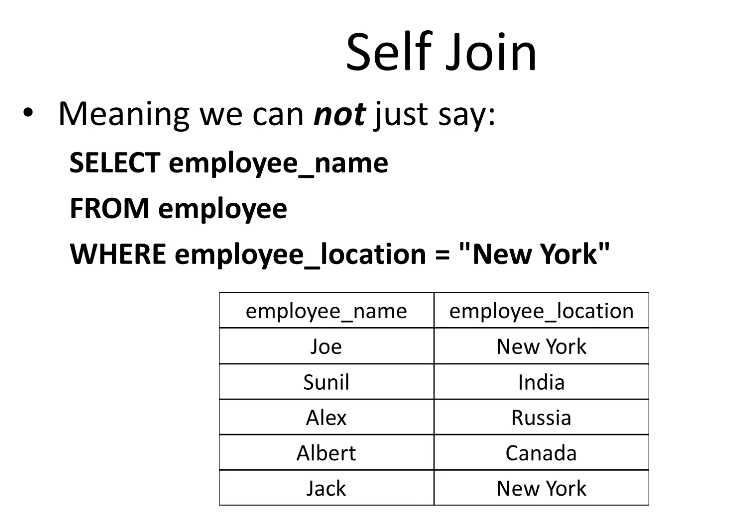 Self Join
• Meaning we can not just say:
SELECT employee_name
FROM employee
WHERE employee_location = "New York"
employee_name employee_location
Joe New York
Sunil India
Alex Russia
Albert Canada
Jack New York